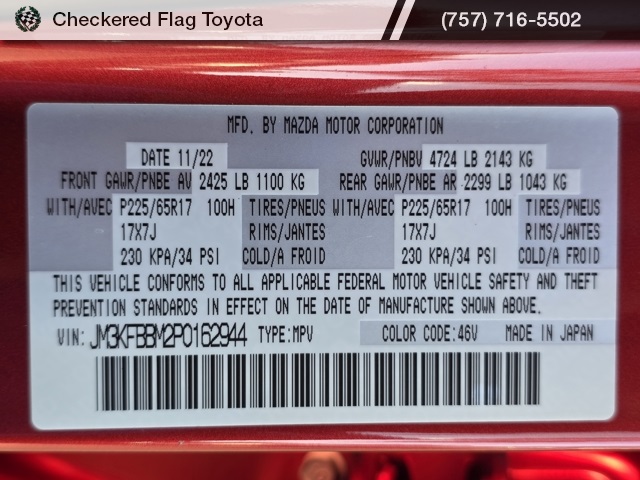 Checkered Flag Toyota (757) 716-5502
MFD. BY MAZDA MOTOR CORPORATION
DATE 11/22 GVWR/PNBV 4724 LB 2143 KG
FRONT GAWR/PNBE AV 2425 LB 1100 KG REAR GAWR/PNBE AR 2299 LB 1043 KG
WITH/AVEC P225/65R17 100H TIRES/PNEUS WITH/AVEC P225/65R17 100H TIRES/PNEUS
17X7J RIMS/JANTES 17X7J RIMS/JANTES
230 KPA/34 PSI COLD/A FROID 230 KPA/34 PSI COLD/A FROID
THIS VEHICLE CONFORMS TO ALL APPLICABLE FEDERAL MOTOR VEHICLE SAFETY AND THEFT
PREVENTION STANDARDS IN EFFECT ON THE DATE OF MANUFACTURE SHOWN ABOVE.
VIN: JM3KFBBM2P0162944 TYPE:MPV COLOR CODE:46V MADE IN JAPAN